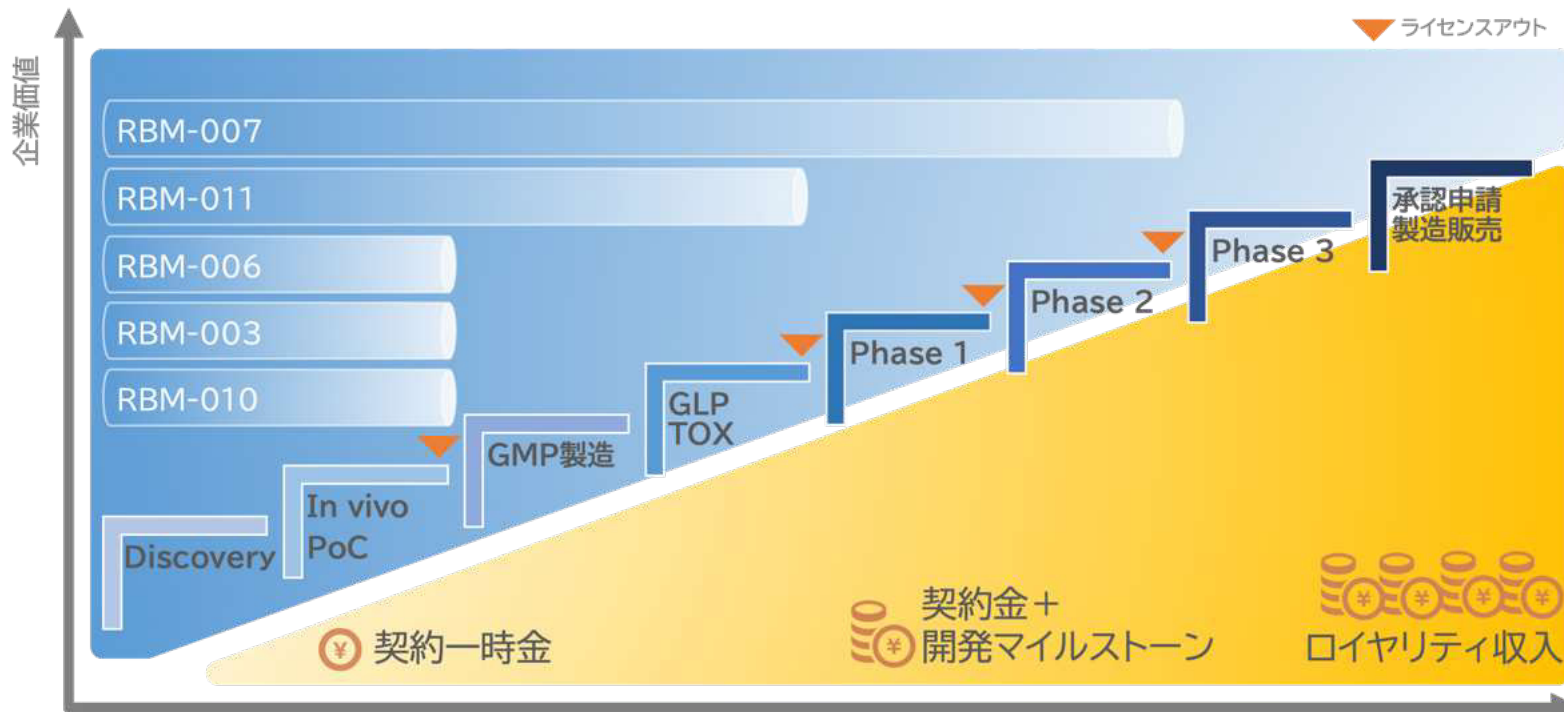 ライセンスアウト
企業価値
RBM-007
RBM-011
RBM-006
RBM-003
RBM-010
Discovery
In vivo
PoC
GMP製造
GLP
TOX
Phase 1
Phase 2
Phase 3
承認申請
製造販売
¥ 契約一時金
¥ 契約金+
開発マイルストーン
¥ ¥ ¥ ¥
ロイヤリティ収入